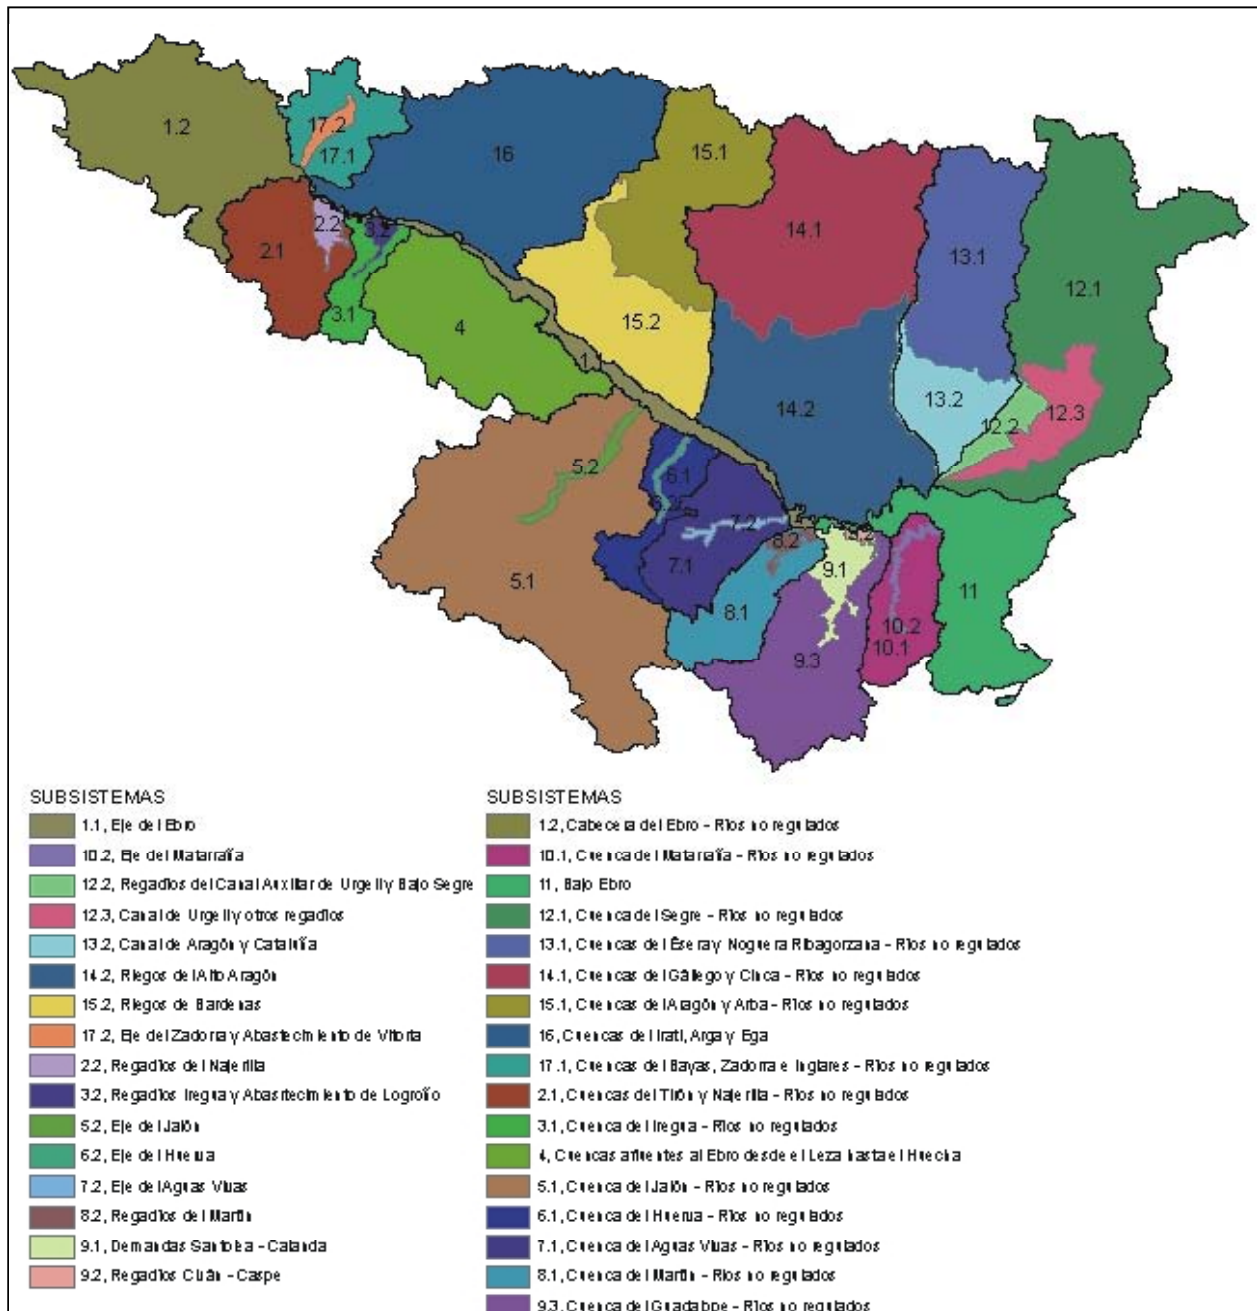 1.2
17.2
17.1
16
15.1
2.2
3.2
2.1
14.1
13.1
12.1
3.1
4
15.2
1.
14.2
13.2
12.2
12.3
5.2
6.1
6.2
7.2
8.2
9.2
7.1
9.1
5.1
11
8.1
10.2
10.1
9.3
SUBSISTEMAS
1.1, Eje del Ebro
10.2, Eje del Matarraña
12.2, Regadíos del Canal Auxiliar de Urgell y Bajo Segre
12.3, Canal de Urgell y otros regadíos
13.2, Canal de Aragón y Cataluña
14.2, Riegos del Alto Aragón
15.2, Riegos de Bardenas
17.2, Eje del Zadorra y Abastecimiento de Vitoria
2.2, Regadíos del Najerilla
3.2, Regadíos Iregua y Abasrtecimiento de Logroño
5.2, Eje del Jalón
6.2, Eje del Huerva
7.2, Eje del Aguas Vivas
8.2, Regadíos del Martín
9.1, Demandas Santolea - Calanda
9.2, Regadíos - Caspe
SUBSISTEMAS
1.2, Cabecera del Ebro - Ríos no regulados
10.1, Cuenca del Matarraña - Ríos no regulados
11, Bajo Ebro
12.1, Cuenca del Segre - Ríos no regulados
13.1, Cuencas del Ésera y Noguera Ribagorzana - Ríos no regulados
14.1, Cuencas del Gállego y Cinca - Ríos no regulados
15.1, Cuencas del Aragón y Arba - Ríos no regulados
16, Cuencas del Irati, Arga y Ega
17.1, Cuencas del Bayas, Zadorra e Inglares - Ríos no regulados
2.1, Cuencas del Tirón y Najerilla - Ríos no regulados
3.1, Cuenca del Iregua - Ríos no regulados
4, Cuencas afluentes al Ebro desde el Leza hasta el Huecha
5.1, Cuenca del Jalón - Ríos no regulados
6.1, Cuenca del Huerva - Ríos no regulados
7.1, Cuenca del Aguas Vivas - Ríos no regulados
8.1, Cuenca del Martín - Ríos no regulados
9.3, Cuenca del Guadalope - Ríos no regulados